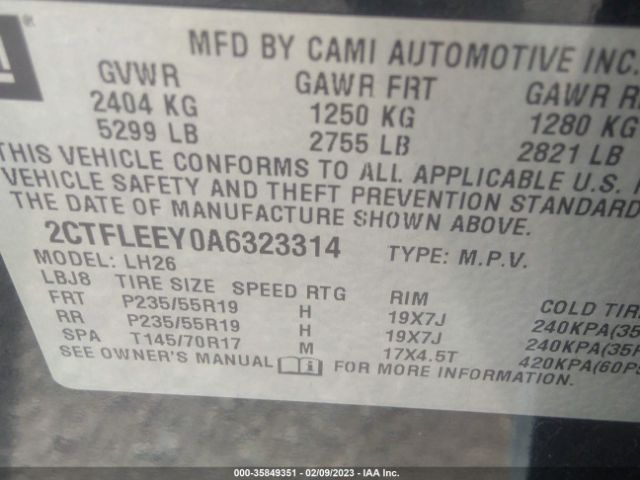 MFD BY CAMI AUTOMOTIVE INC.
GVWR GAWR FRT GAWR R
2404 KG 1250 KG 1280 KG
5299 LB 2755 LB 2821 LB
THIS VEHICLE CONFORMS TO ALL APPLICABLE U.S.
VEHICLE SAFETY AND THEFT PREVENTION STANDARD
THE DATE OF MANUFACTURE SHOWN ABOVE.
2CTFLEEY0A6323314 TYPE: M.P.V.
MODEL: LH26
LBJ8 TIRE SIZE SPEED RTG RIM COLD TIR
FRT P235/55R19 H 19X7J 240KPA(35
RR P235/55R19 H 19X7J 240KPA(35
SPA T145/70R17 M 17X4.5T 420KPA(60PS
SEE OWNER'S MANUAL FOR MORE INFORMATION.
000-35849351 | 02/09/2023 - IAA Inc.